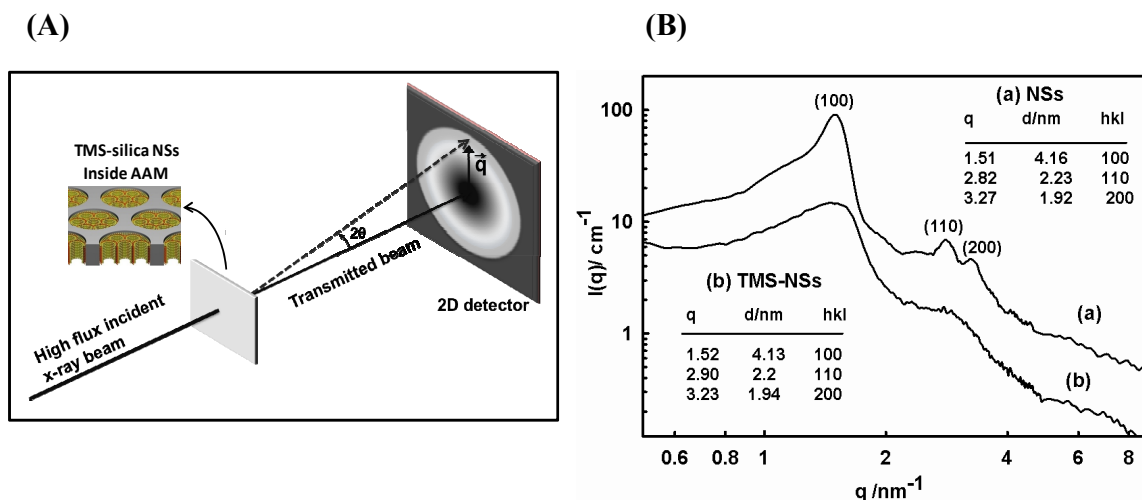 (A)
(B)
TMS-silica NSs
Inside AAM
q
2θ
Transmitted beam
2D detector
High flux incident
x-ray beam
I(q)/ cm⁻¹
100
10
1
(100)
(110)
(200)
(a) NSs
q d/nm hkl
1.51 4.16 100
2.82 2.23 110
3.27 1.92 200
(b) TMS-NSs
q d/nm hkl
1.52 4.13 100
2.90 2.2 110
3.23 1.94 200
(a)
(b)
0.6 0.8 1 2 4 6 8
q /nm⁻¹